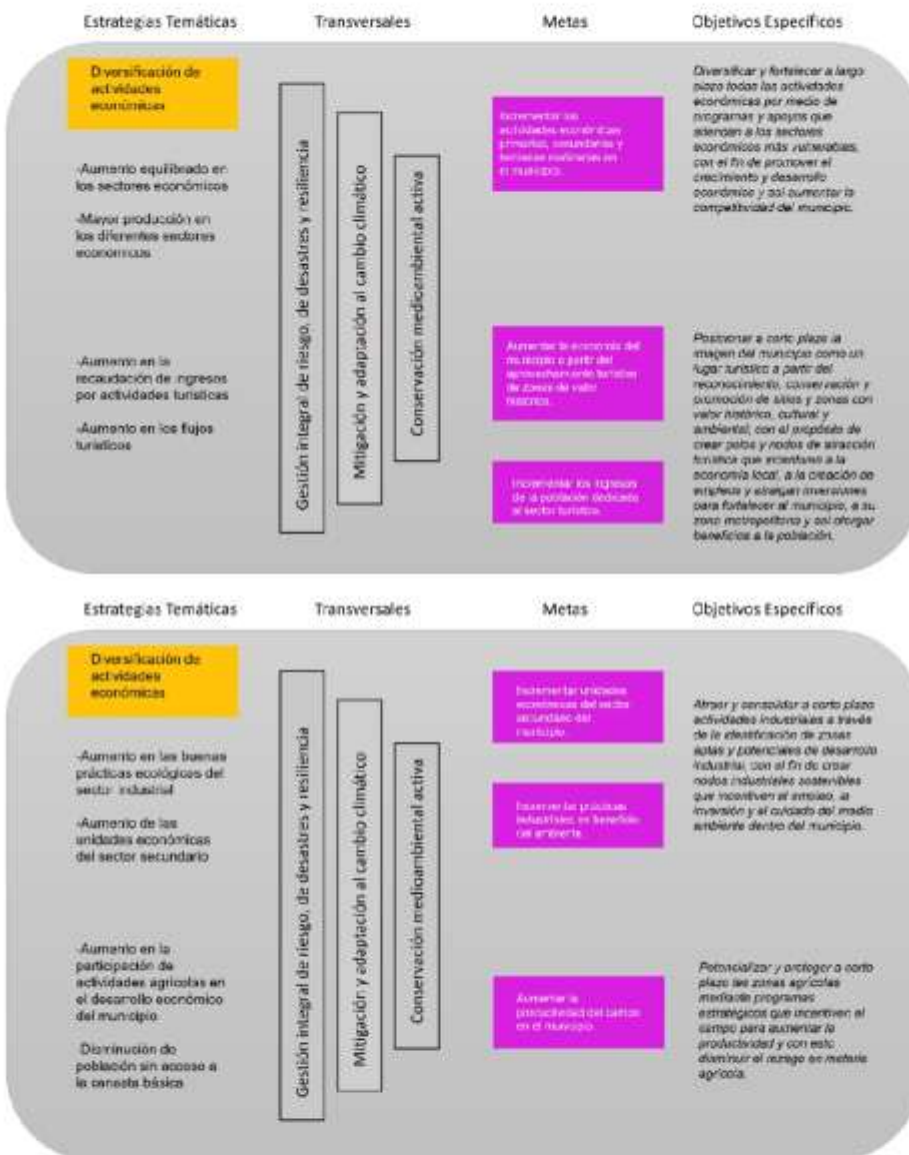 Estrategias Temáticas
Transversales
Metas
Objetivos Específicos
Diversificación de
actividades
económicas
-Aumento equilibrado en
los sectores económicos
-Mayor producción en
los diferentes sectores
económicos
-Aumento en la
recaudación de ingresos
por actividades turísticas
-Aumento en los flujos
turísticos
Gestión integral de riesgo, de desastres y resiliencia
Mitigación y adaptación al cambio climático
Conservación medioambiental activa
Incrementar las
actividades económicas
primarias, secundarias y
terciarias
en el municipio.
Aumentar la economía del
municipio a partir del
aprovechamiento turístico
de zonas de valor
histórico.
Incrementar los ingresos
de la población dedicada
al sector turístico.
Diversificar y fortalecer a largo
plazo todas las actividades
económicas por medio de
programas y apoyos que
atiendan a los sectores
económicos más vulnerables,
con el fin de promover el
crecimiento y desarrollo
económico y así aumentar la
competitividad del municipio.
Posicionar a corto plazo la
imagen del municipio como un
lugar turístico a partir del
reconocimiento, conservación y
promoción de sitios y zonas con
valor histórico, cultural y
ambiental, con el propósito de
crear polos y nodos de atracción
turística que incentiven a la
economía local, a la creación de
empleos y atraigan inversiones
para fortalecer al municipio, a su
zona metropolitana y así otorgar
beneficios a la población.
Estrategias Temáticas
Transversales
Metas
Objetivos Específicos
Diversificación de
actividades
económicas
-Aumento en las buenas
prácticas ecológicas del
sector industrial
-Aumento de las
unidades económicas
del sector secundario
-Aumento en la
participación de
actividades agrícolas en
el desarrollo económico
del municipio
-Disminución de
población sin acceso a
la canasta básica
Gestión integral de riesgo, de desastres y resiliencia
Mitigación y adaptación al cambio climático
Conservación medioambiental activa
Incrementar unidades
económicas del sector
secundario del
municipio.
prácticas
industriales en beneficio
del ambiente.
Aumentar la
productividad del campo
en el municipio.
Atraer y consolidar a corto plazo
actividades industriales a través
de la identificación de zonas
aptas y potenciales de desarrollo
industrial, con el fin de crear
nodos industriales sostenibles
que incentiven el empleo, la
inversión y el cuidado del medio
ambiente dentro del municipio.
Potencializar y proteger a corto
plazo las zonas agrícolas
mediante programas
estratégicos que incentiven el
campo para aumentar la
productividad y con esto
disminuir el rezago en materia
agrícola.